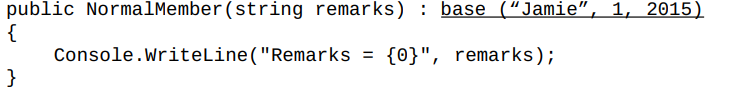 public NormalMember(string remarks) : base (“Jamie”, 1, 2015)
{
    Console.WriteLine("Remarks = {0}", remarks);
}